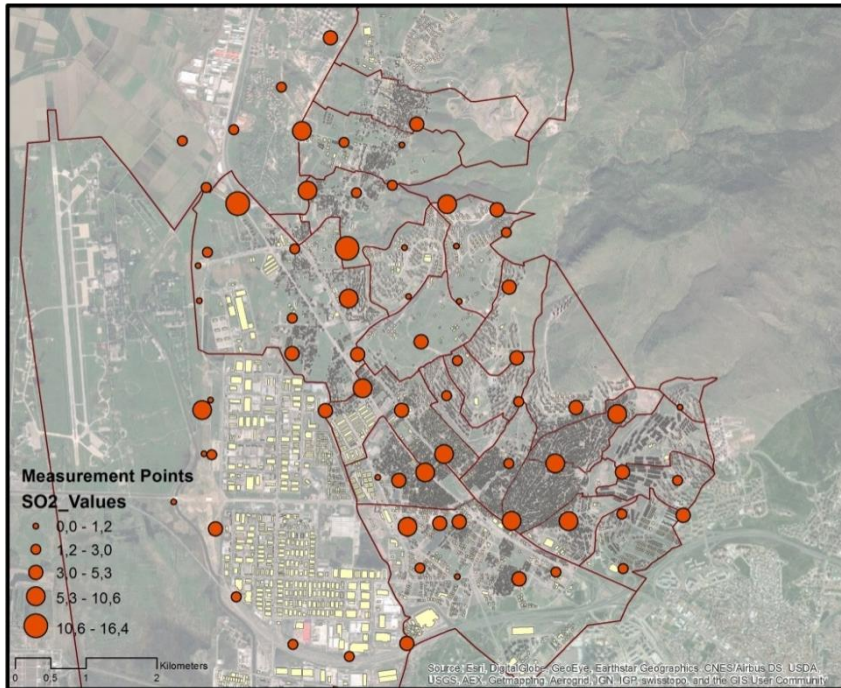 Measurement Points
SO2_Values
0,0 - 1,2
1,2 - 3,0
3,0 - 5,3
5,3 - 10,6
10,6 - 16,4
Kilometers
0 0,5 1 2
Source: Esri, DigitalGlobe, GeoEye, Earthstar Geographics, CNES/Airbus DS, USDA,
USGS, AEX, Getmapping, Aerogrid, IGN, IGP, swisstopo, and the GIS User Community